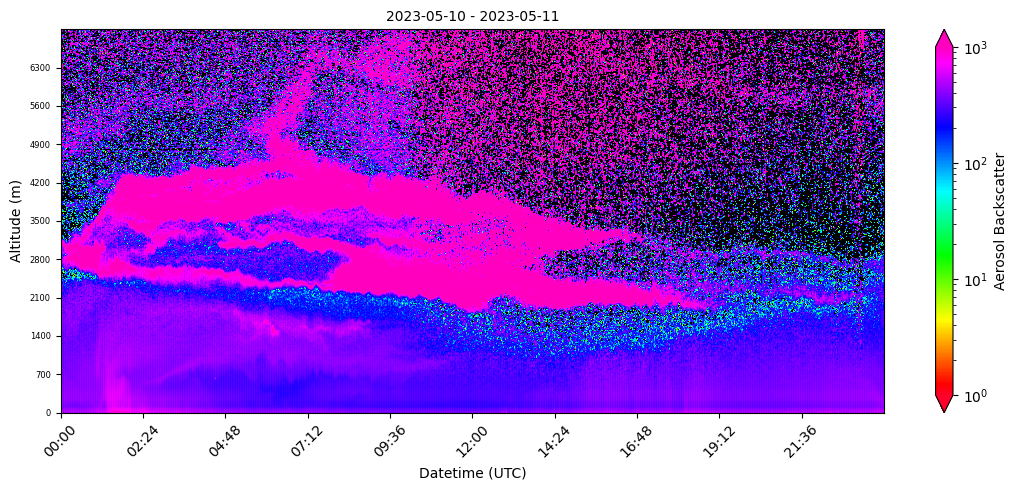 2023-05-10 - 2023-05-11
Altitude (m)
6300
5600
4900
4200
3500
2800
2100
1400
700
0
00:00 02:24 04:48 07:12 09:36 12:00 14:24 16:48 19:12 21:36
Datetime (UTC)
10³
10²
10¹
10⁰
Aerosol Backscatter